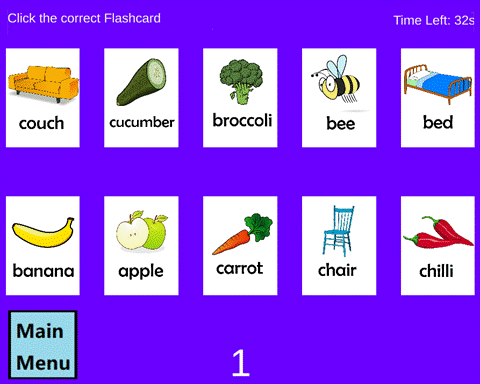 Click the correct Flashcard
Time Left: 32s
couch
cucumber
broccoli
bee
bed
banana
apple
carrot
chair
chilli
Main
Menu
1